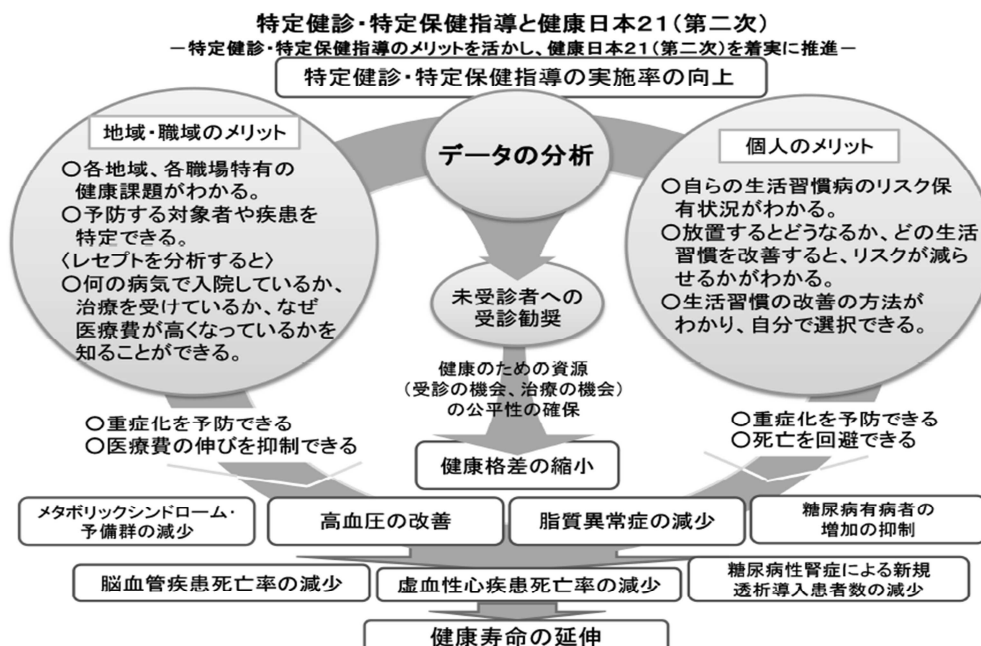 特定健診・特定保健指導と健康日本21(第二次)
－特定健診・特定保健指導のメリットを活かし、健康日本21(第二次)を着実に推進－
特定健診・特定保健指導の実施率の向上
地域・職域のメリット
○各地域、各職場特有の
健康課題がわかる。
○予防する対象者や疾患を
特定できる。
〈レセプトを分析すると〉
○何の病気で入院しているか、
治療を受けているか、なぜ
医療費が高くなっているかを
知ることができる。
データの分析
個人のメリット
○自らの生活習慣病のリスク保
有状況がわかる。
○放置するとどうなるか、どの生活
習慣を改善すると、リスクが減ら
せるかがわかる。
○生活習慣の改善の方法が
わかり、自分で選択できる。
未受診者への
受診勧奨
健康のための資源
(受診の機会、治療の機会)
の公平性の確保
○重症化を予防できる
○医療費の伸びを抑制できる
○重症化を予防できる
○死亡を回避できる
健康格差の縮小
メタボリックシンドローム・
予備群の減少
高血圧の改善
脂質異常症の減少
糖尿病有病者の
増加の抑制
脳血管疾患死亡率の減少
虚血性心疾患死亡率の減少
糖尿病性腎症による新規
透析導入患者数の減少
健康寿命の延伸